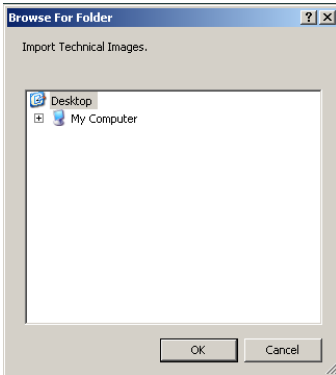 Browse For Folder
Import Technical Images.
Desktop
My Computer
OK
Cancel